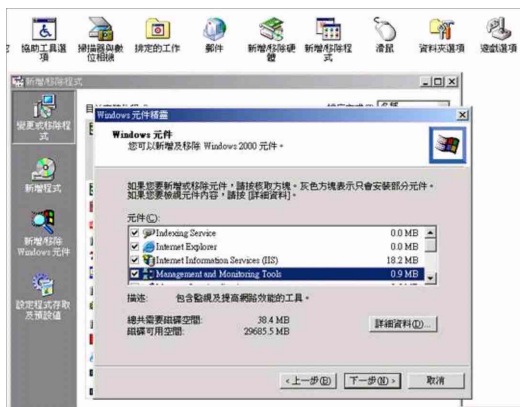 協助工具選項
掃描器與數位相機
排定的工作
郵件
新增/移除硬體
新增/移除程式
滑鼠
資料夾選項
遊戲選項
新增/移除程式
變更或移除程式
新增程式
新增/移除 Windows 元件
設定程式存取及預設值
Windows 元件精靈
Windows 元件
您可以新增及移除 Windows 2000 元件。
如果您要新增或移除元件，請按核取方塊。灰色方塊表示只會安裝部分元件。
如果您要檢視元件內容，請按 [詳細資料]。
元件(C):
Indexing Service 0.0 MB
Internet Explorer 0.0 MB
Internet Information Services (IIS) 18.2 MB
Management and Monitoring Tools 0.9 MB
描述: 包含監視及提高網路效能的工具。
總共需要磁碟空間: 38.4 MB
磁碟可用空間: 29685.5 MB
詳細資料(D)...
<上一步(B)
下一步(N)>
取消